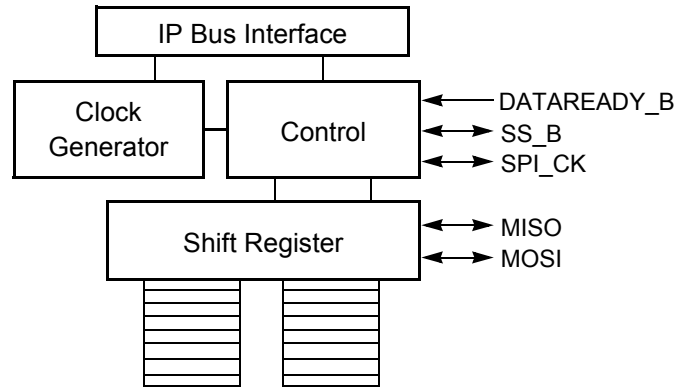 IP Bus Interface
Clock
Generator
Control
DATAREADY_B
SS_B
SPI_CK
Shift Register
MISO
MOSI